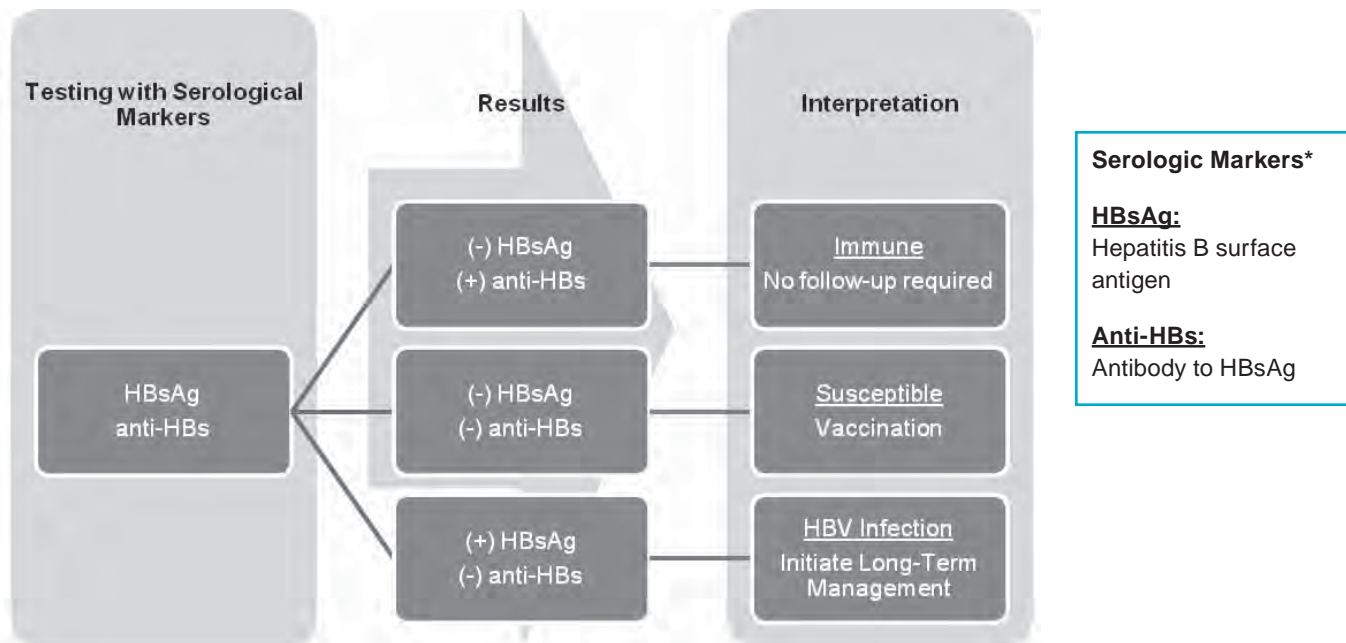 Testing with Serological
Markers
Results
Interpretation
HBsAg
anti-HBs
(-) HBsAg
(+) anti-HBs
Immune
No follow-up required
(-) HBsAg
(-) anti-HBs
Susceptible
Vaccination
(+) HBsAg
(-) anti-HBs
HBV Infection
Initiate Long-Term
Management
Serologic Markers*
HBsAg:
Hepatitis B surface
antigen
Anti-HBs:
Antibody to HBsAg